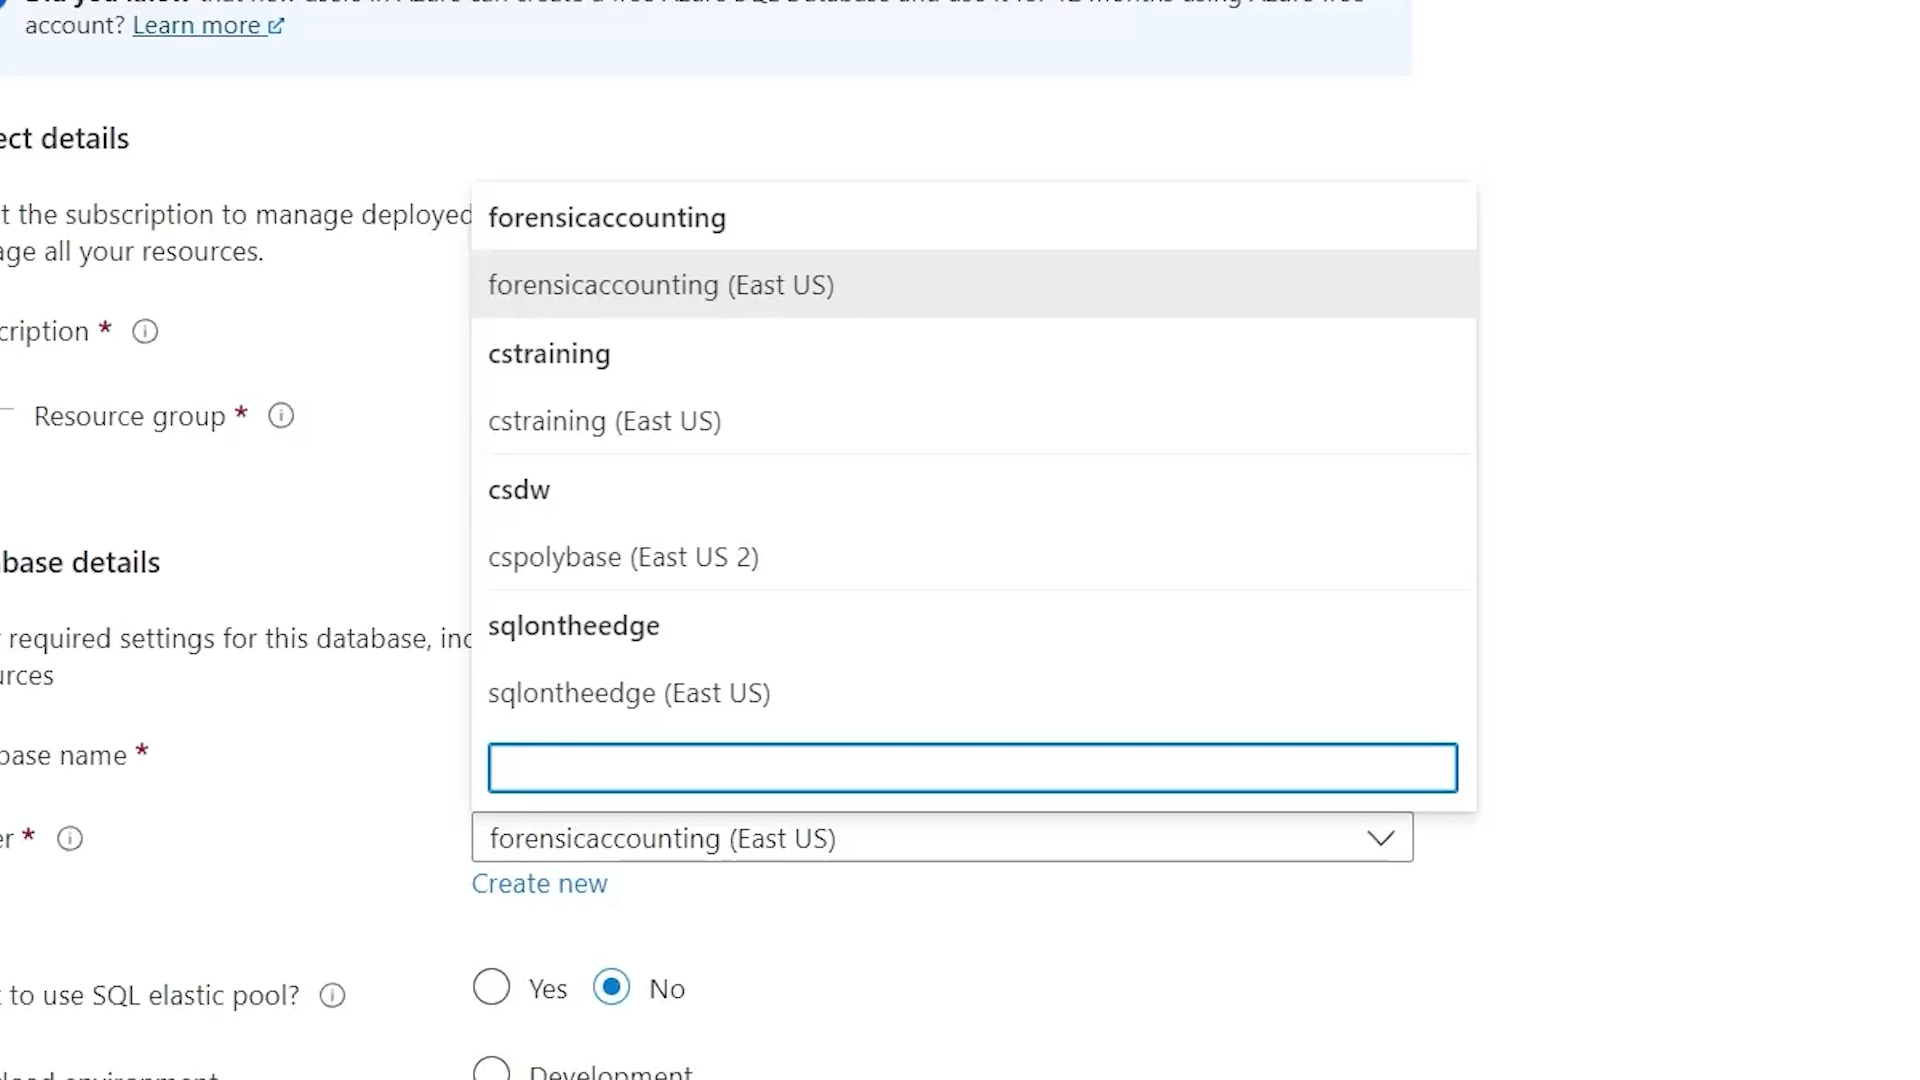 account? Learn more
ect details
t the subscription to manage deployed
age all your resources.
cription *
Resource group *
forensicaccounting
forensicaccounting (East US)
cstraining
cstraining (East US)
csdw
cspolybase (East US 2)
sqlontheedge
sqlontheedge (East US)
base details
required settings for this database, inc
urces
base name *
er *
forensicaccounting (East US)
Create new
to use SQL elastic pool?
Yes
No
Development